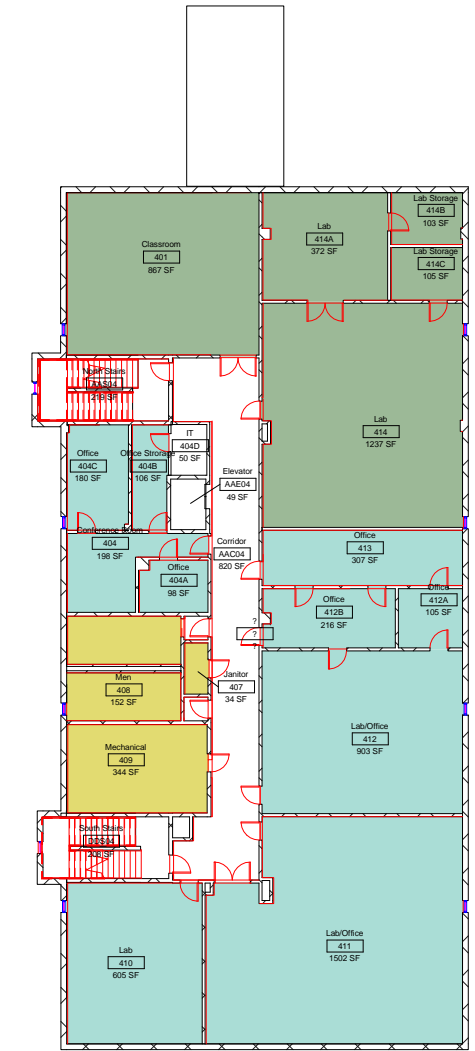 Lab Storage
414B
103 SF
Lab
414A
372 SF
Classroom
401
867 SF
Lab Storage
414C
105 SF
North Stairs
AAS04
219 SF
Lab
414
1237 SF
IT
404D
50 SF
Office
404C
180 SF
Office Strorage
404B
106 SF
Elevator
AAE04
49 SF
Conference Room
404
198 SF
Corridor
AAC04
820 SF
Office
413
307 SF
Office
404A
98 SF
Office
412B
216 SF
Office
412A
105 SF
?
?
?
Men
408
152 SF
Janitor
407
34 SF
Lab/Office
412
903 SF
Mechanical
409
344 SF
South Stairs
DDS04
208 SF
Lab
410
605 SF
Lab/Office
411
1502 SF